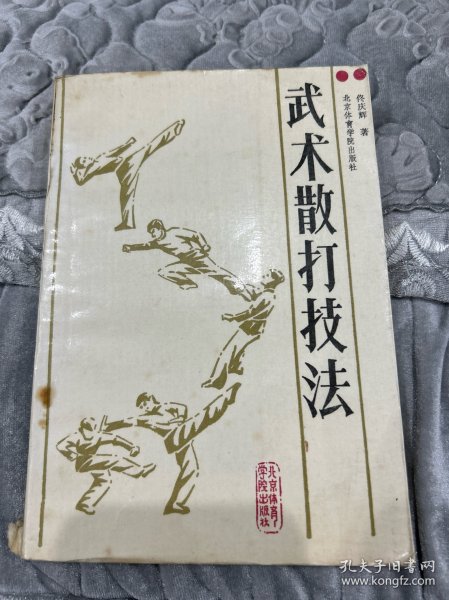 武术散打技法
佟庆辉 著
北京体育学院出版社
北京体育
学院出版社
孔夫子旧书网
www.kongfz.com